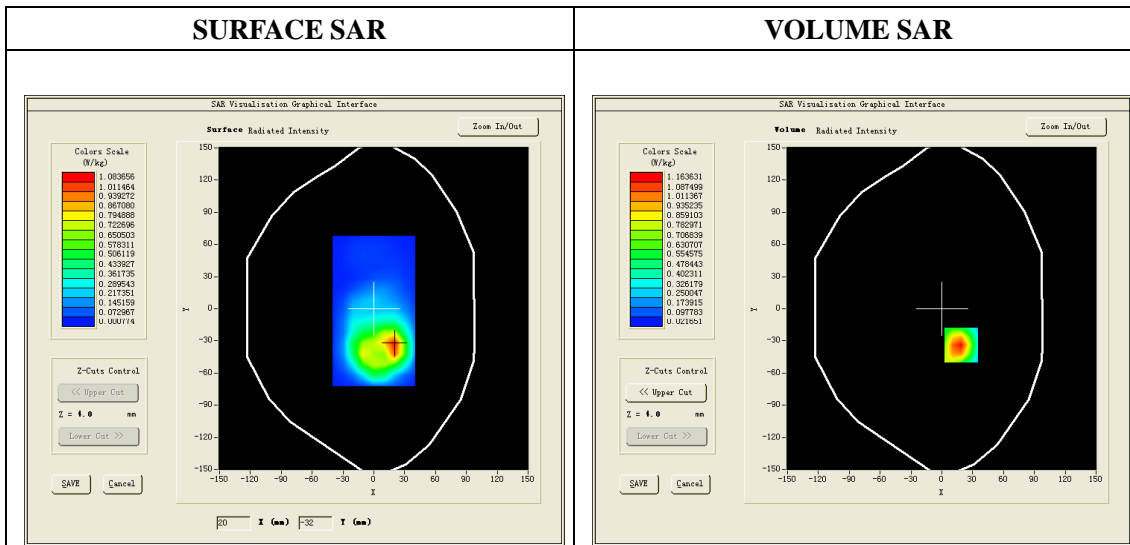 SURFACE SAR
VOLUME SAR
SAR Visualisation Graphical Interface
Surface Radiated Intensity
Zoom In/Out
Colors Scale
(W/kg)
1.083656
1.011464
0.939272
0.867080
0.794888
0.722696
0.650503
0.578311
0.506119
0.433927
0.361735
0.289543
0.217351
0.145159
0.072967
0.000774
Z-Cuts Control
<< Upper Cut
Z = 4.0 mm
Lower Cut >>
SAVE
Cancel
150
120
90
60
30
0
-30
-60
-90
-120
-150
Y
-150 -120 -90 -60 -30 0 30 60 90 120 150
X
20 X (mm) -32 Y (mm)
SAR Visualisation Graphical Interface
Volume Radiated Intensity
Zoom In/Out
Colors Scale
(W/kg)
1.163631
1.087499
1.011367
0.935235
0.859103
0.782971
0.706839
0.630707
0.554575
0.478443
0.402311
0.326179
0.250047
0.173915
0.097783
0.021651
Z-Cuts Control
<< Upper Cut
Z = 4.0 mm
Lower Cut >>
SAVE
Cancel
150
120
90
60
30
0
-30
-60
-90
-120
-150
Y
-150 -120 -90 -60 -30 0 30 60 90 120 150
X